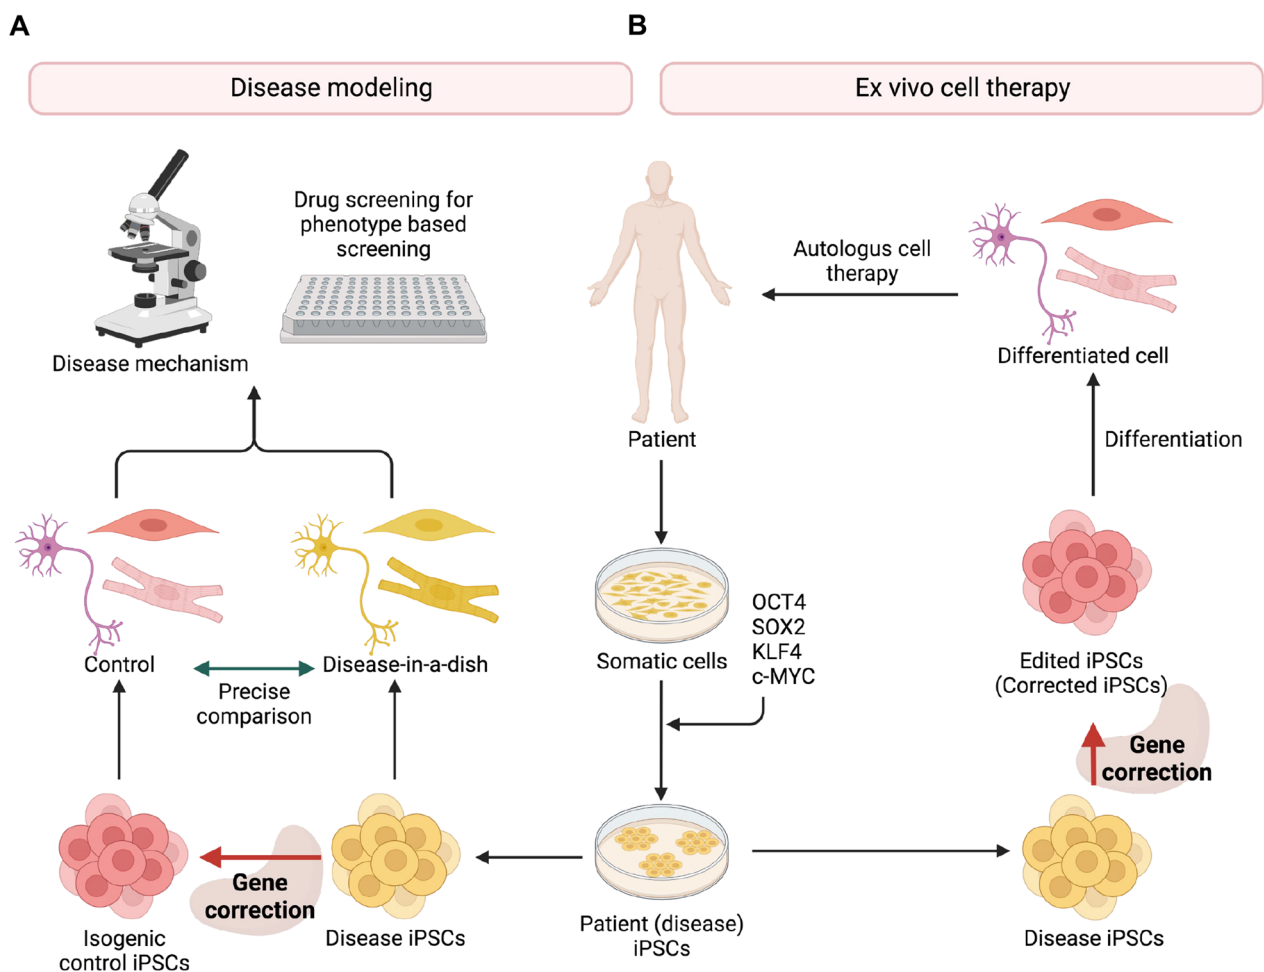 A
B
Disease modeling
Ex vivo cell therapy
Drug screening for
phenotype based
screening
Disease mechanism
Autologus cell
therapy
Differentiated cell
Patient
Differentiation
OCT4
SOX2
KLF4
c-MYC
Control
Disease-in-a-dish
Precise
comparison
Somatic cells
Edited iPSCs
(Corrected iPSCs)
Gene
correction
Gene
correction
Isogenic
control iPSCs
Disease iPSCs
Patient (disease)
iPSCs
Disease iPSCs